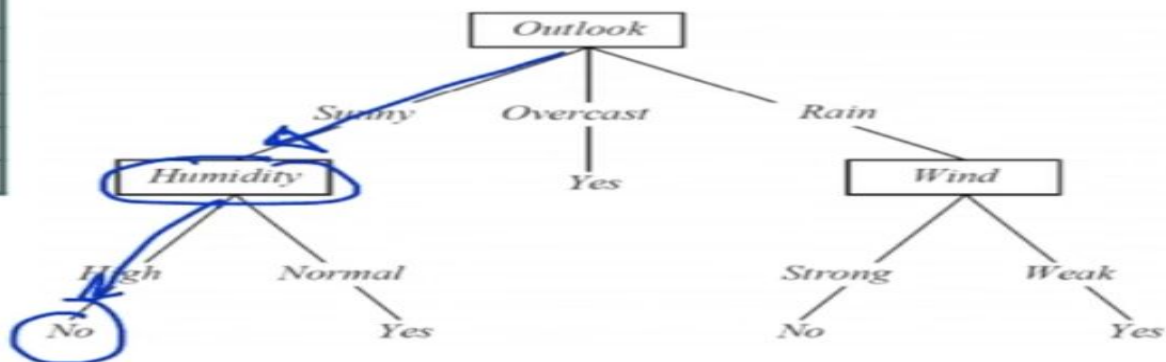 Outlook
Sunny Overcast Rain
Humidity Yes Wind
High Normal Strong Weak
No Yes No Yes